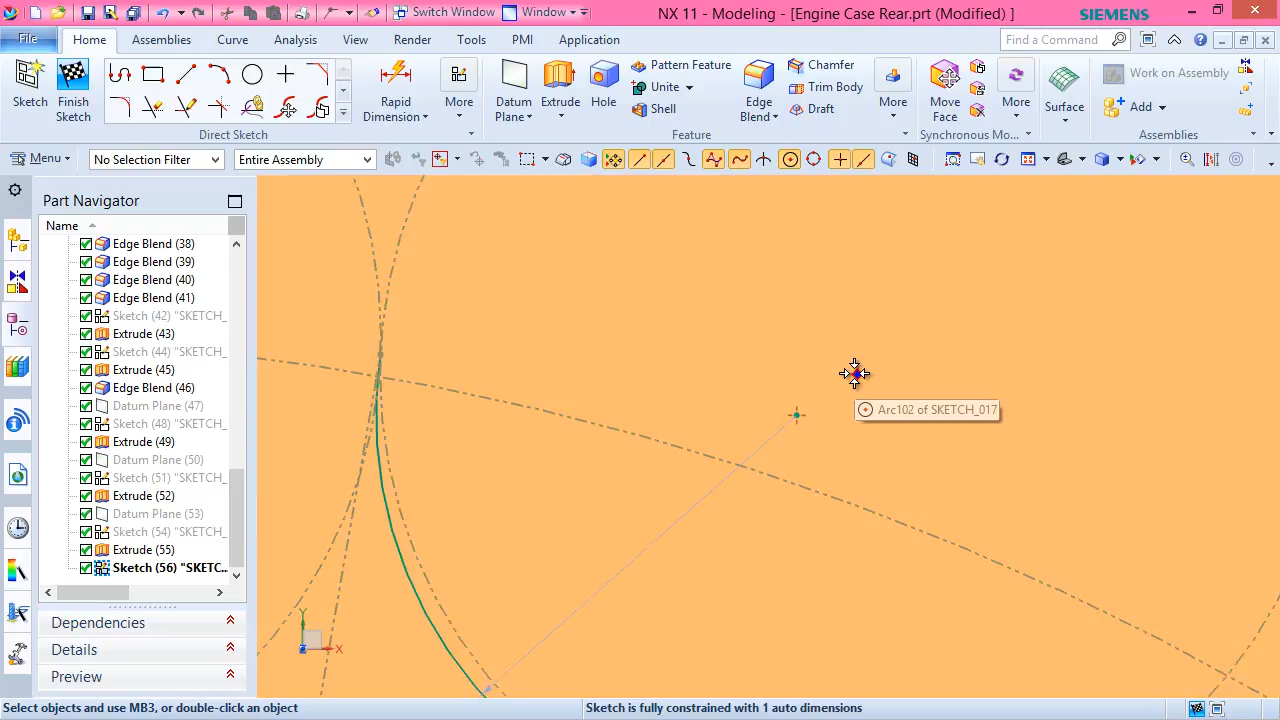 Switch Window
Window
NX 11 - Modeling - [Engine Case Rear.prt (Modified) ]
SIEMENS
File
Home
Assemblies
Curve
Analysis
View
Render
Tools
PMI
Application
Find a Command
Sketch
Finish
Sketch
Direct Sketch
Rapid
Dimension
More
Datum
Plane
Extrude
Hole
Pattern Feature
Unite
Shell
Edge
Blend
Chamfer
Trim Body
Draft
More
Feature
Move
Face
More
Synchronous Mo...
Surface
Work on Assembly
Add
Assemblies
Menu
No Selection Filter
Entire Assembly
Part Navigator
Name
Edge Blend (38)
Edge Blend (39)
Edge Blend (40)
Edge Blend (41)
Sketch (42) "SKETCH_
Extrude (43)
Sketch (44) "SKETCH_
Extrude (45)
Edge Blend (46)
Datum Plane (47)
Sketch (48) "SKETCH_
Extrude (49)
Datum Plane (50)
Sketch (51) "SKETCH_
Extrude (52)
Datum Plane (53)
Sketch (54) "SKETCH_
Extrude (55)
Sketch (56) "SKETC...
Dependencies
Details
Preview
Arc102 of SKETCH_017
Y
X
Select objects and use MB3, or double-click an object
Sketch is fully constrained with 1 auto dimensions